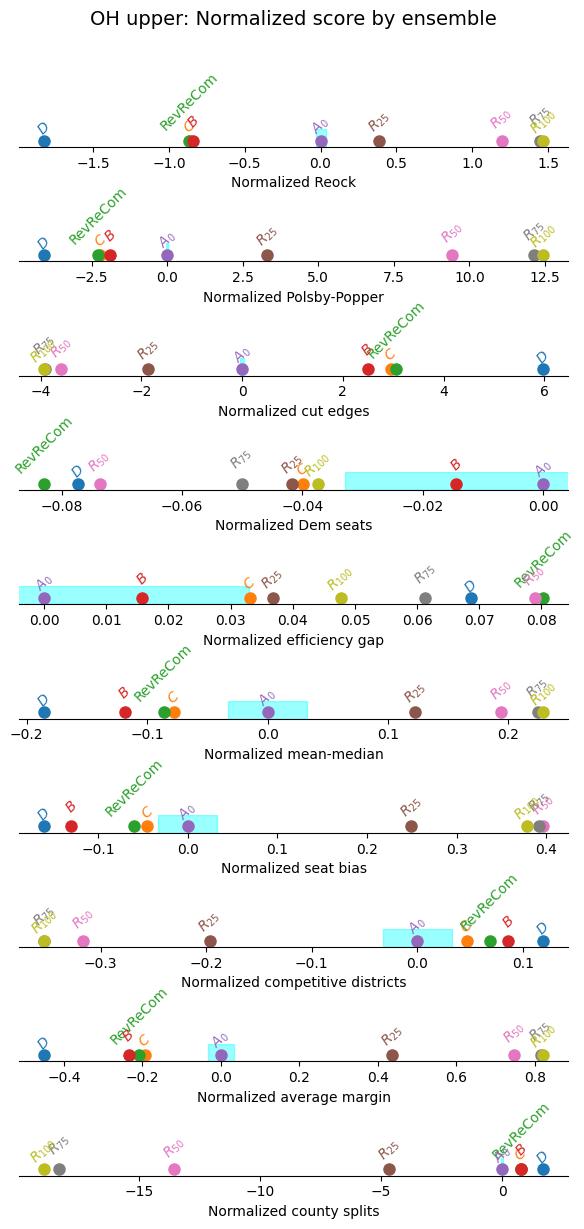 OH upper: Normalized score by ensemble
D RevReCom C B A₀ R₂₅ R₅₀ R₇₅ R₁₀₀
−1.5 −1.0 −0.5 0.0 0.5 1.0 1.5
Normalized Reock
D RevReCom C B A₀ R₂₅ R₅₀ R₇₅ R₁₀₀
−2.5 0.0 2.5 5.0 7.5 10.0 12.5
Normalized Polsby-Popper
R₁₀₀ R₇₅ R₅₀ R₂₅ A₀ B C RevReCom D
−4 −2 0 2 4 6
Normalized cut edges
RevReCom D R₅₀ R₇₅ R₂₅ C R₁₀₀ B A₀
−0.08 −0.06 −0.04 −0.02 0.00
Normalized Dem seats
A₀ B C R₂₅ R₁₀₀ R₇₅ D R₅₀ RevReCom
0.00 0.01 0.02 0.03 0.04 0.05 0.06 0.07 0.08
Normalized efficiency gap
D B RevReCom C A₀ R₂₅ R₅₀ R₇₅ R₁₀₀
−0.2 −0.1 0.0 0.1 0.2
Normalized mean-median
D B RevReCom C A₀ R₂₅ R₁₀₀ R₇₅ R₅₀
−0.1 0.0 0.1 0.2 0.3 0.4
Normalized seat bias
R₇₅ R₁₀₀ R₅₀ R₂₅ A₀ C RevReCom B D
−0.3 −0.2 −0.1 0.0 0.1
Normalized competitive districts
D B RevReCom C A₀ R₂₅ R₅₀ R₇₅ R₁₀₀
−0.4 −0.2 0.0 0.2 0.4 0.6 0.8
Normalized average margin
R₁₀₀ R₇₅ R₅₀ R₂₅ A₀ RevReCom C B D
−15 −10 −5 0
Normalized county splits